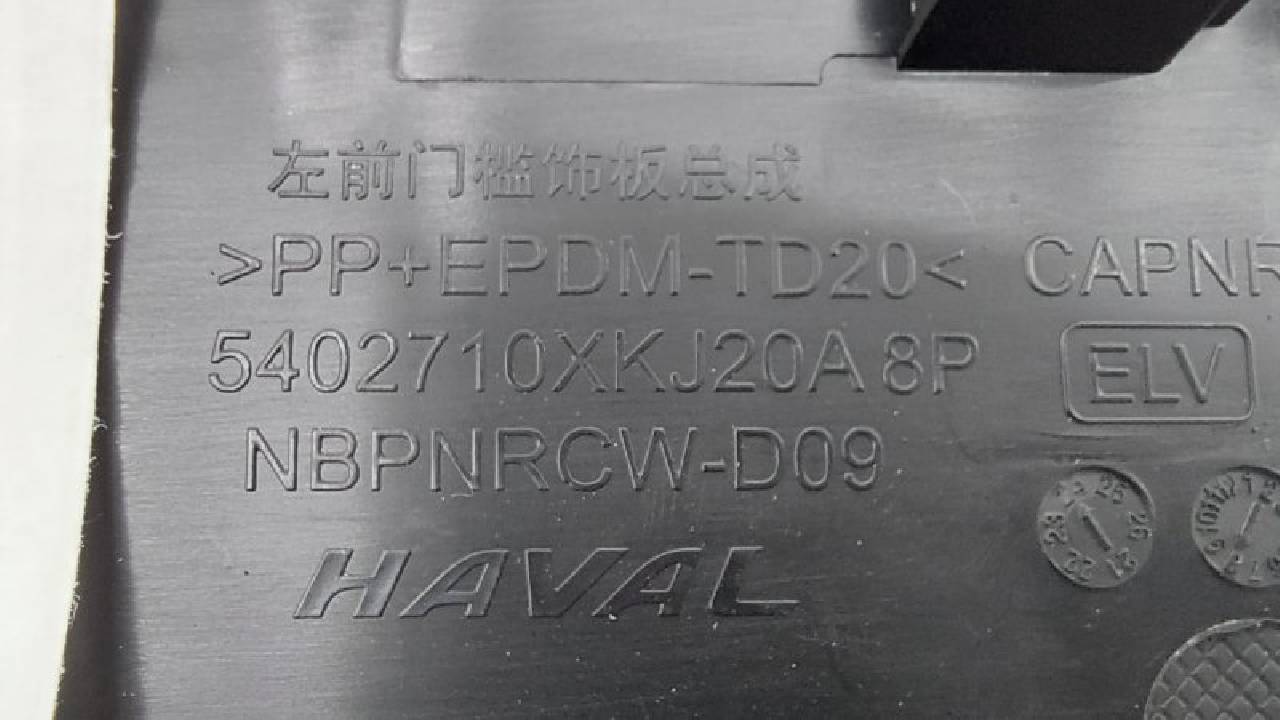 左前门槛饰板总成
>PP+EPDM-TD20< CAPNR
5402710XKJ20A 8P
ELV
NBPNRCW-D09
HAVAL